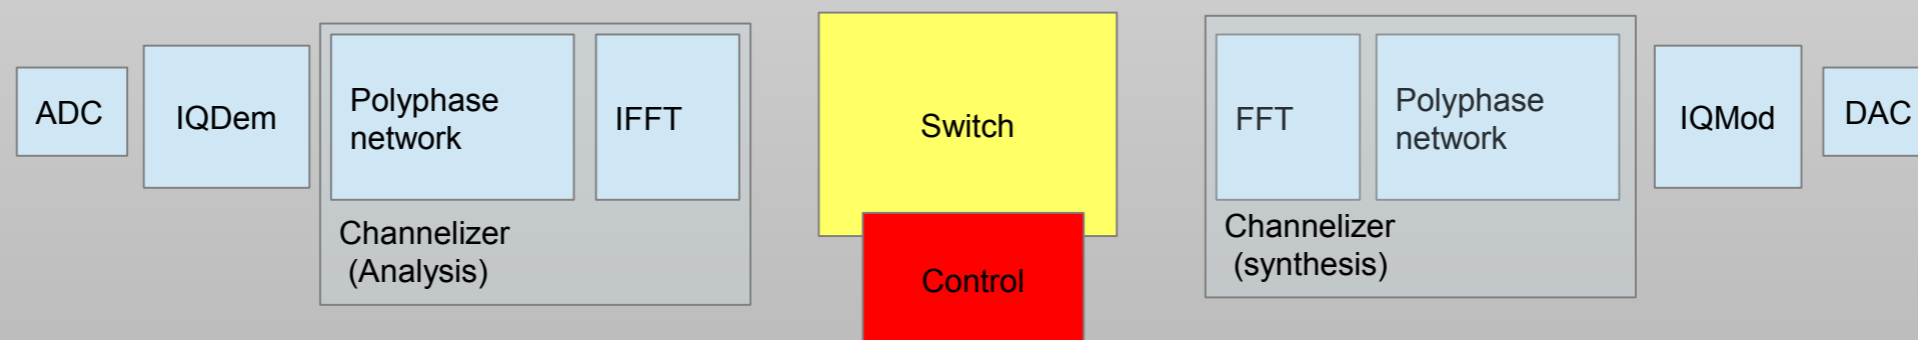 ADC
IQDem
Polyphase
network
IFFT
Channelizer
(Analysis)
Switch
Control
FFT
Polyphase
network
Channelizer
(synthesis)
IQMod
DAC